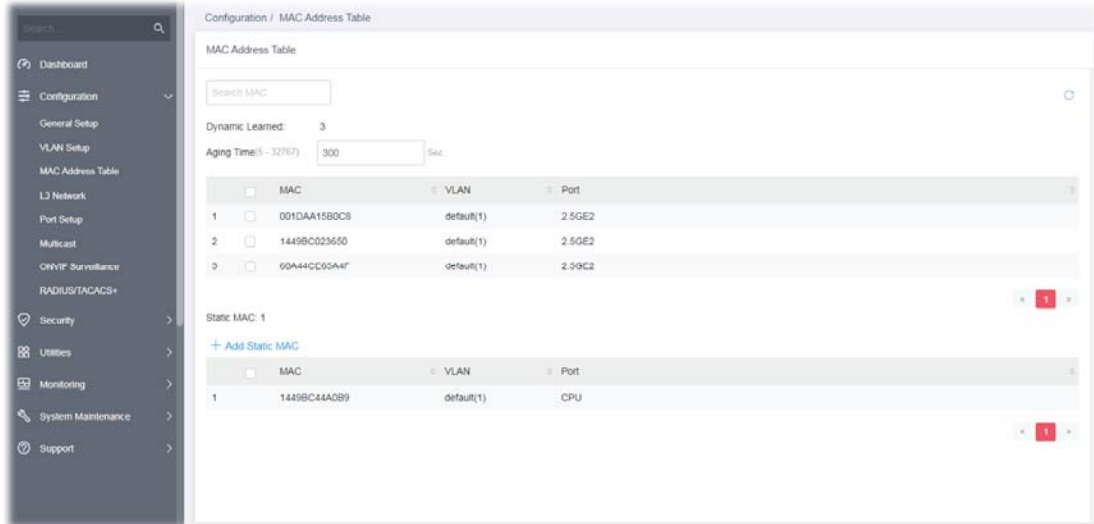 Search...
Dashboard
Configuration
General Setup
VLAN Setup
MAC Address Table
L3 Network
Port Setup
Multicast
ONVIF Surveillance
RADIUS/TACACS+
Security
Utilities
Monitoring
System Maintenance
Support
Configuration / MAC Address Table
MAC Address Table
Search MAC
Dynamic Learned: 3
Aging Time(5 - 32767) 300 Sec
MAC VLAN Port
1 001DAA15B0C8 default(1) 2.5GE2
2 1449BC023650 default(1) 2.5GE2
3 default(1) 2.5GE2
« 1 »
Static MAC: 1
+ Add Static MAC
MAC VLAN Port
1 1449BC44A0B9 default(1) CPU
« 1 »